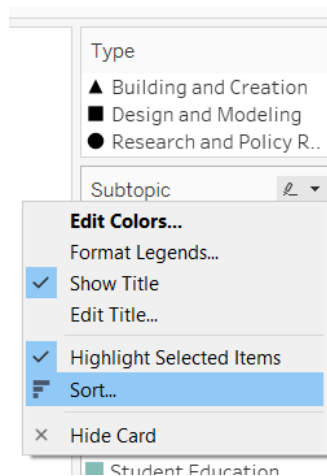 Type
Building and Creation
Design and Modeling
Research and Policy R..
Subtopic
Edit Colors...
Format Legends...
Show Title
Edit Title...
Highlight Selected Items
Sort...
Hide Card
Student Education